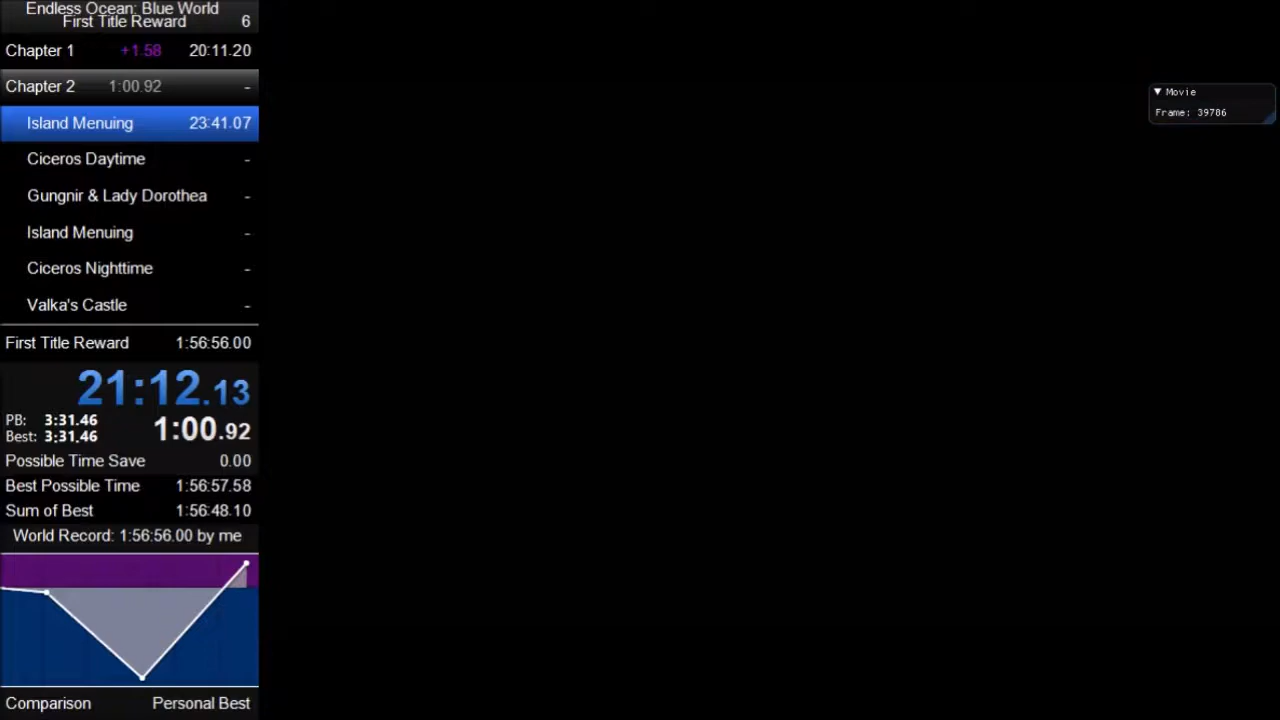 Endless Ocean: Blue World
First Title Reward 6
Chapter 1 +1.58 20:11.20
Chapter 2 1:00.92 -
Island Menuing 23:41.07
Ciceros Daytime -
Gungnir & Lady Dorothea -
Island Menuing -
Ciceros Nighttime -
Valka's Castle -
First Title Reward 1:56:56.00
21:12.13
PB: 3:31.46
Best: 3:31.46
1:00.92
Possible Time Save 0.00
Best Possible Time 1:56:57.58
Sum of Best 1:56:48.10
World Record: 1:56:56.00 by me
Comparison Personal Best
▼ Movie
Frame: 39786